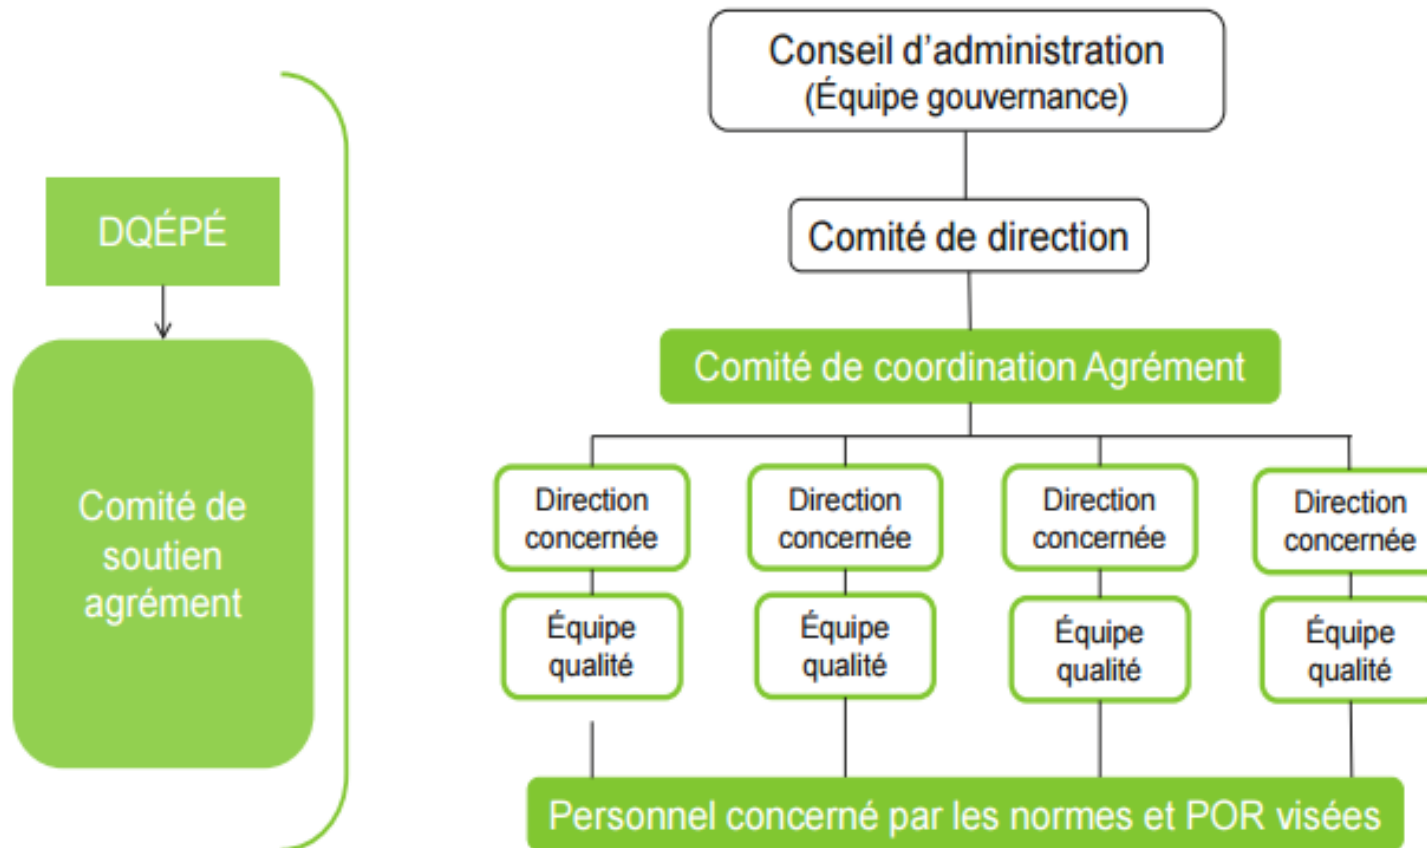 DQÉPÉ
Comité de
soutien
agrément
Conseil d’administration
(Équipe gouvernance)
Comité de direction
Comité de coordination Agrément
Direction
concernée
Direction
concernée
Direction
concernée
Direction
concernée
Équipe
qualité
Équipe
qualité
Équipe
qualité
Équipe
qualité
Personnel concerné par les normes et POR visées